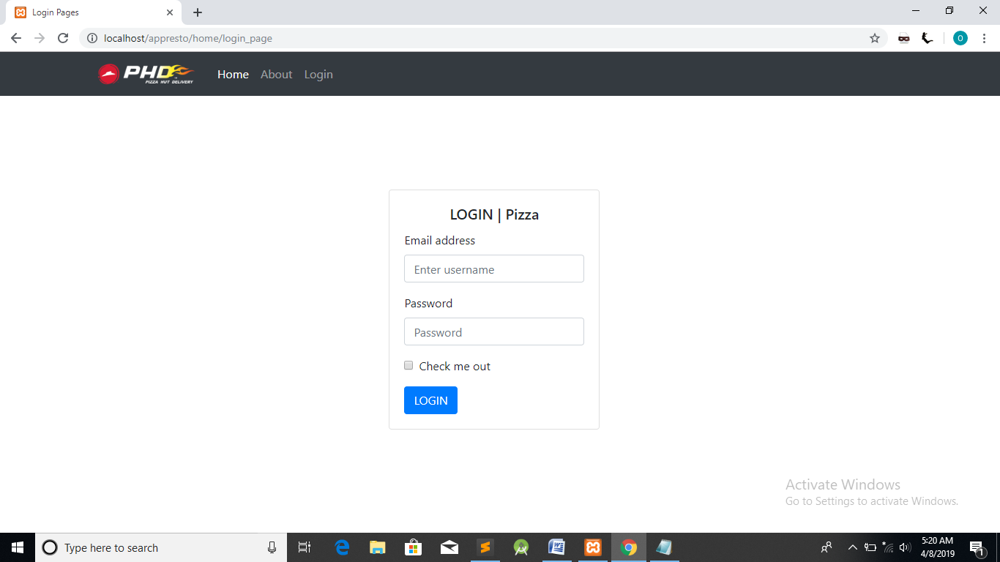 Login Pages
localhost/appresto/home/login_page
O
PHD
PIZZA HUT DELIVERY
Home About Login
LOGIN | Pizza
Email address
Enter username
Password
Password
Check me out
LOGIN
Activate Windows
Go to Settings to activate Windows.
Type here to search
5:20 AM
4/8/2019
1